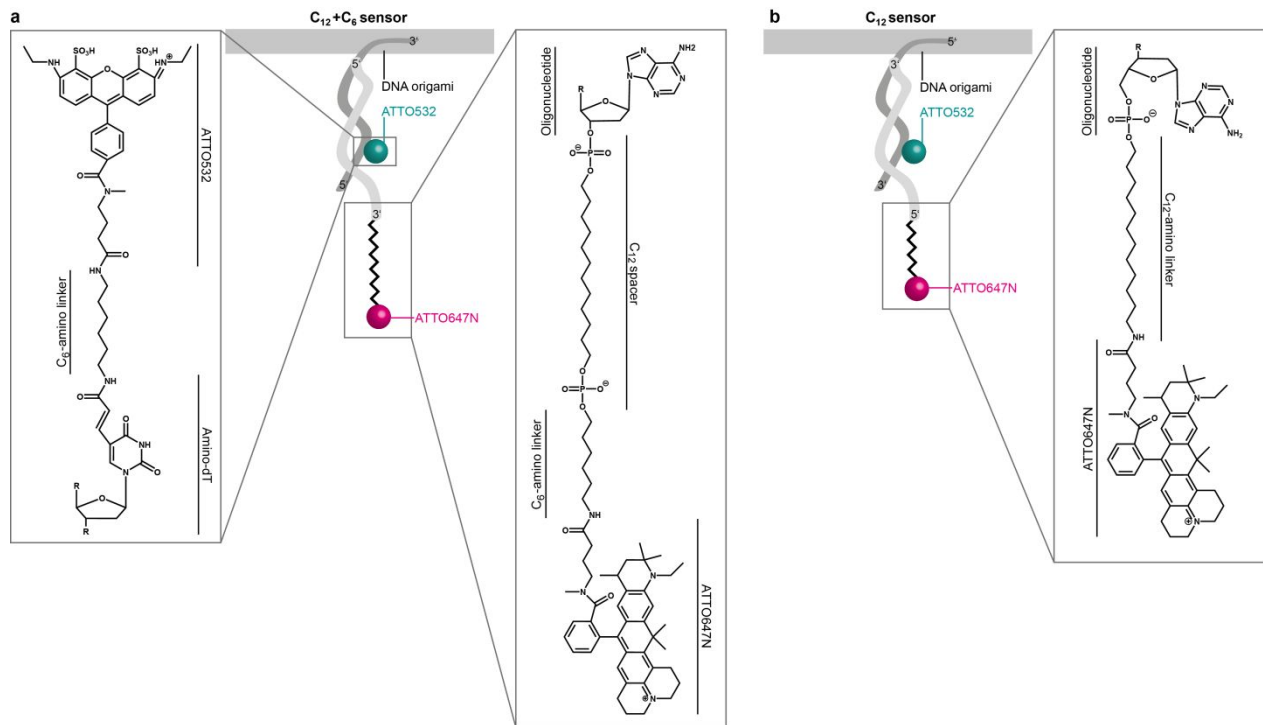 a
C12+C6 sensor
3'
5'
DNA origami
ATTO532
5'
3'
ATTO647N
SO3H
SO3H
NH
O
NH
⊕
O
N
O
HN
NH
O
O
NH
N
O
R
O
R
ATTO532
C6-amino linker
Amino-dT
Oligonucleotide
N
N
NH2
N
N
R
O
O
⊖
O
P
O
O
C12 spacer
O
O
P
O
⊖
O
C6-amino linker
NH
O
N
O
N
N
⊕
ATTO647N
b
C12 sensor
5'
3'
DNA origami
ATTO532
3'
5'
ATTO647N
Oligonucleotide
R
O
O
O
P
O
⊖
O
N
N
N
N
NH2
C12-amino linker
NH
O
N
O
N
N
⊕
ATTO647N